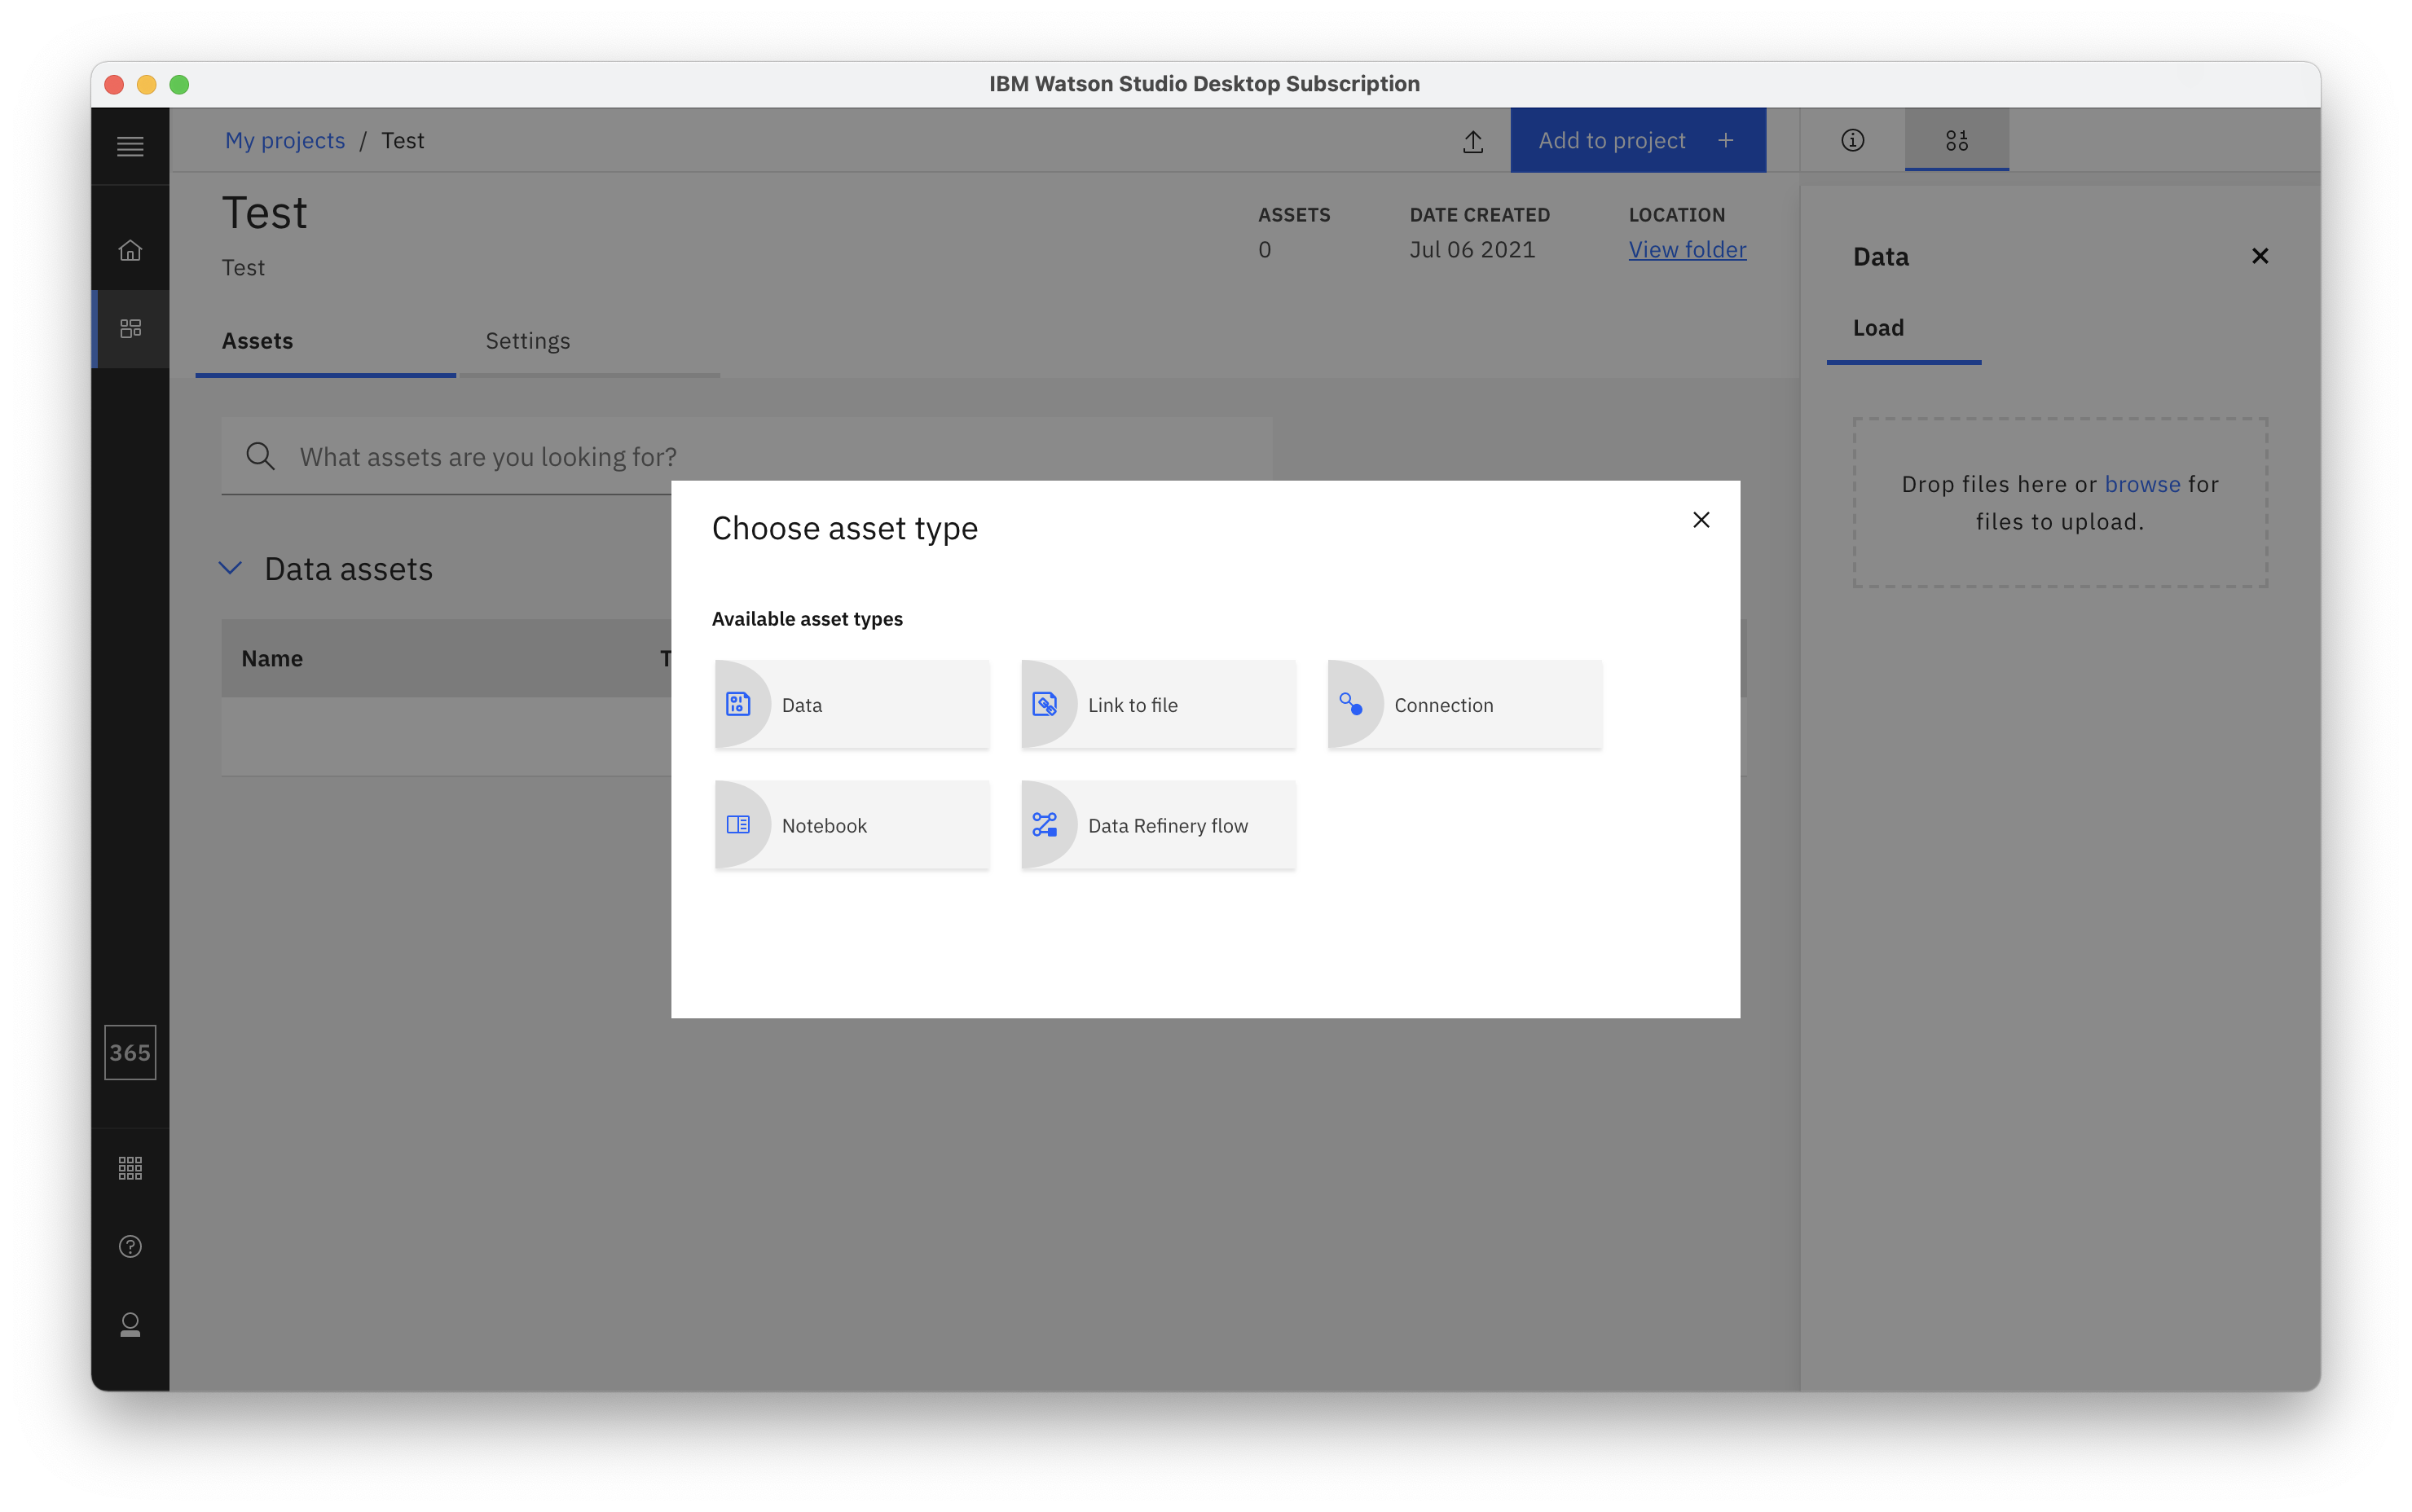 IBM Watson Studio Desktop Subscription
My projects / Test
Add to project +
Test
Test
ASSETS
0
DATE CREATED
Jul 06 2021
LOCATION
View folder
Data
Load
Assets
Settings
What assets are you looking for?
Drop files here or browse for
files to upload.
Data assets
Name
Choose asset type
Available asset types
Data
Link to file
Connection
Notebook
Data Refinery flow
365